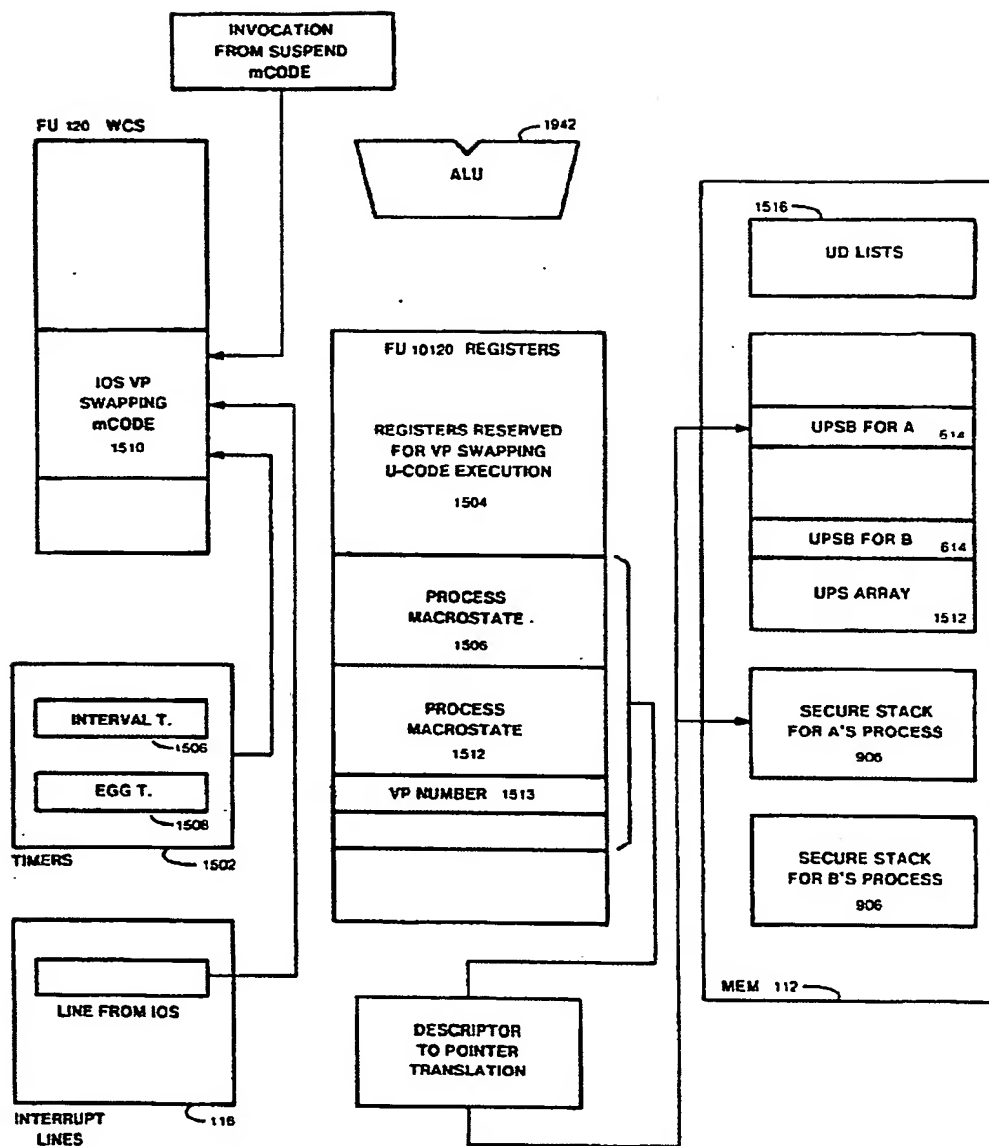 INVOCATION
FROM SUSPEND
mCODE
FU 120 WCS
1942
ALU
IOS VP
SWAPPING
mCODE
1510
FU 10120 REGISTERS
REGISTERS RESERVED
FOR VP SWAPPING
U-CODE EXECUTION
1504
PROCESS
MACROSTATE
1506
PROCESS
MACROSTATE
1512
VP NUMBER 1513
INTERVAL T.
1506
EGG T.
1508
TIMERS
1502
LINE FROM IOS
INTERRUPT
LINES
116
DESCRIPTOR
TO POINTER
TRANSLATION
1516
UD LISTS
UPSB FOR A 614
UPSB FOR B 614
UPS ARRAY
1512
SECURE STACK
FOR A'S PROCESS
906
SECURE STACK
FOR B'S PROCESS
906
MEM 112